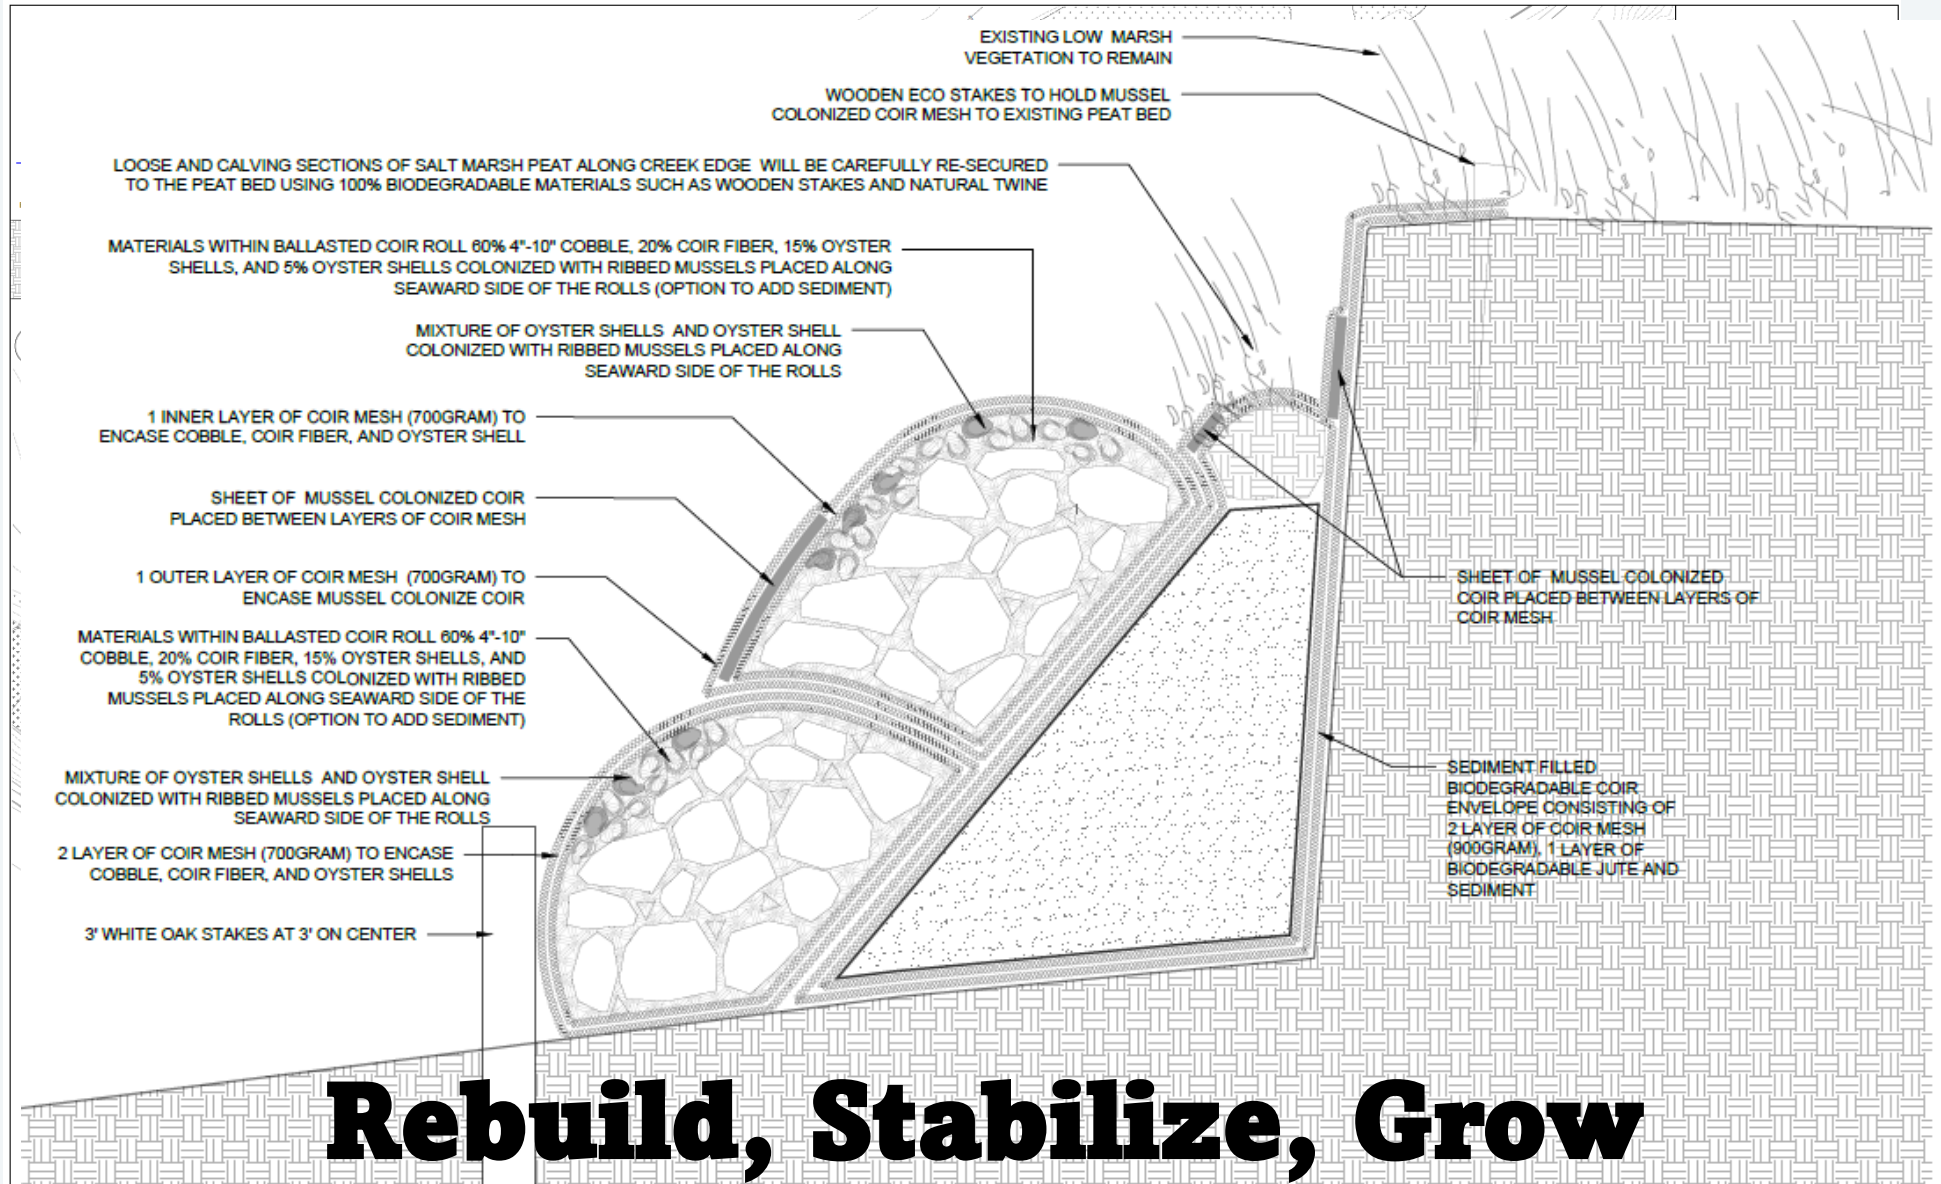 EXISTING LOW MARSH
VEGETATION TO REMAIN
WOODEN ECO STAKES TO HOLD MUSSEL
COLONIZED COIR MESH TO EXISTING PEAT BED
LOOSE AND CALVING SECTIONS OF SALT MARSH PEAT ALONG CREEK EDGE WILL BE CAREFULLY RE-SECURED
TO THE PEAT BED USING 100% BIODEGRADABLE MATERIALS SUCH AS WOODEN STAKES AND NATURAL TWINE
MATERIALS WITHIN BALLASTED COIR ROLL 60% 4"-10" COBBLE, 20% COIR FIBER, 15% OYSTER
SHELLS, AND 5% OYSTER SHELLS COLONIZED WITH RIBBED MUSSELS PLACED ALONG
SEAWARD SIDE OF THE ROLLS (OPTION TO ADD SEDIMENT)
MIXTURE OF OYSTER SHELLS AND OYSTER SHELL
COLONIZED WITH RIBBED MUSSELS PLACED ALONG
SEAWARD SIDE OF THE ROLLS
1 INNER LAYER OF COIR MESH (700GRAM) TO
ENCASE COBBLE, COIR FIBER, AND OYSTER SHELL
SHEET OF MUSSEL COLONIZED COIR
PLACED BETWEEN LAYERS OF COIR MESH
1 OUTER LAYER OF COIR MESH (700GRAM) TO
ENCASE MUSSEL COLONIZE COIR
MATERIALS WITHIN BALLASTED COIR ROLL 60% 4"-10"
COBBLE, 20% COIR FIBER, 15% OYSTER SHELLS, AND
5% OYSTER SHELLS COLONIZED WITH RIBBED
MUSSELS PLACED ALONG SEAWARD SIDE OF THE
ROLLS (OPTION TO ADD SEDIMENT)
MIXTURE OF OYSTER SHELLS AND OYSTER SHELL
COLONIZED WITH RIBBED MUSSELS PLACED ALONG
SEAWARD SIDE OF THE ROLLS
2 LAYER OF COIR MESH (700GRAM) TO ENCASE
COBBLE, COIR FIBER, AND OYSTER SHELLS
3' WHITE OAK STAKES AT 3' ON CENTER
SHEET OF MUSSEL COLONIZED
COIR PLACED BETWEEN LAYERS OF
COIR MESH
SEDIMENT FILLED
BIODEGRADABLE COIR
ENVELOPE CONSISTING OF
2 LAYER OF COIR MESH
(900GRAM), 1 LAYER OF
BIODEGRADABLE JUTE AND
SEDIMENT
Rebuild, Stabilize, Grow